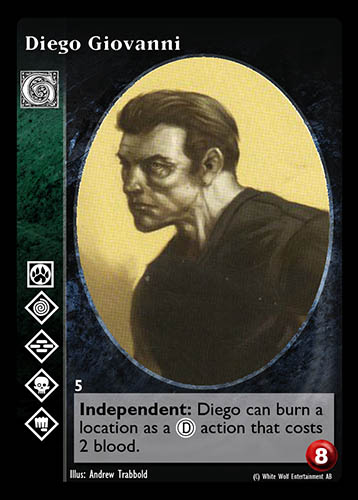 Diego Giovanni
5
Independent: Diego can burn a
location as a Ⓓ action that costs
2 blood.
8
Illus: Andrew Trabbold
(C) White Wolf Entertainment AB